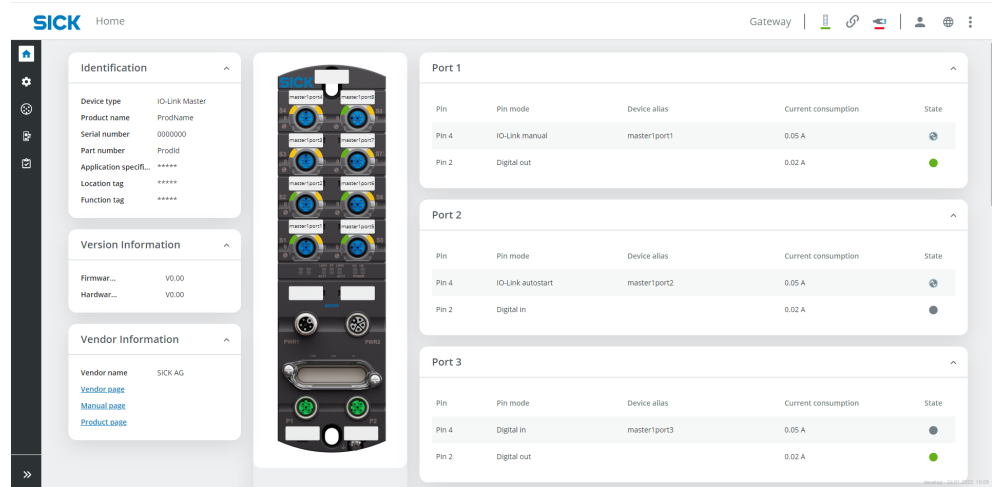 SICK Home Gateway
Identification
Device type IO-Link Master
Product name ProdName
Serial number 0000000
Part number ProdId
Application specifi... *****
Location tag *****
Function tag *****
Version Information
Firmwar... V0.00
Hardwar... V0.00
Vendor Information
Vendor name SICK AG
Vendor page
Manual page
Product page
SICK
master1port4 master1port8
master1port3 master1port7
master1port2 master1port6
master1port1 master1port5
PWR1 PWR2
P1 P2
Port 1
Pin Pin mode Device alias Current consumption State
Pin 4 IO-Link manual master1port1 0.05 A
Pin 2 Digital out 0.02 A
Port 2
Pin Pin mode Device alias Current consumption State
Pin 4 IO-Link autostart master1port2 0.05 A
Pin 2 Digital in 0.02 A
Port 3
Pin Pin mode Device alias Current consumption State
Pin 4 Digital in master1port3 0.05 A
Pin 2 Digital out 0.02 A